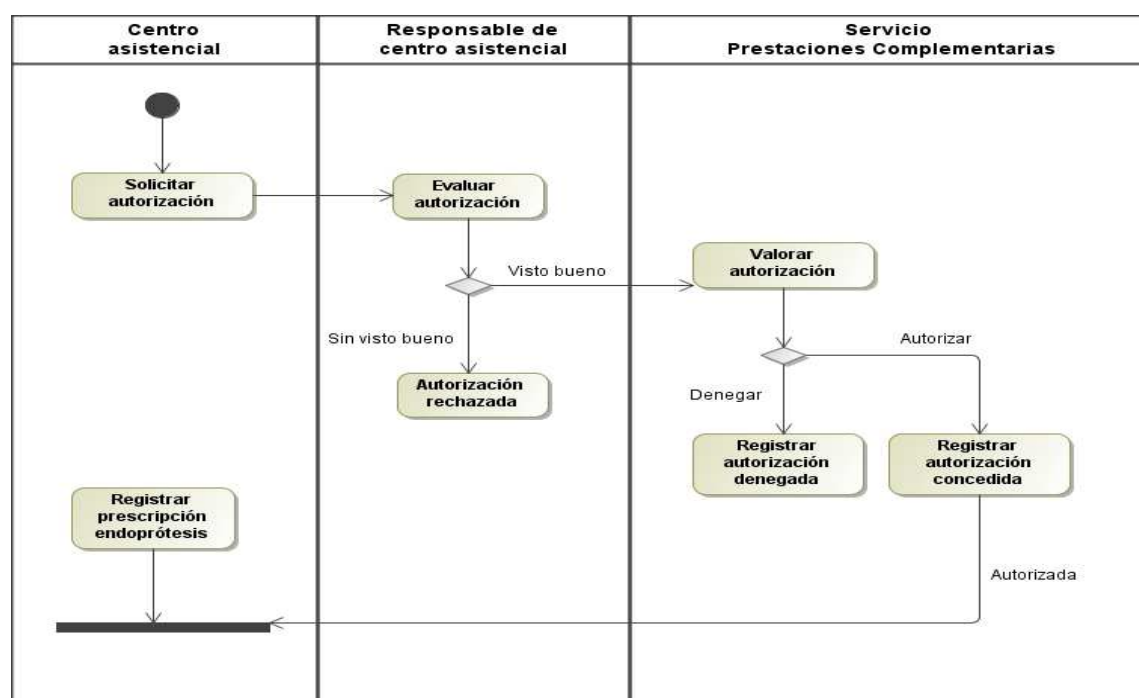 Centro
asistencial
Responsable de
centro asistencial
Servicio
Prestaciones Complementarias
Solicitar
autorización
Evaluar
autorización
Visto bueno
Valorar
autorización
Sin visto bueno
Autorizar
Autorización
rechazada
Denegar
Registrar
autorización
denegada
Registrar
autorización
concedida
Registrar
prescripción
endoprótesis
Autorizada